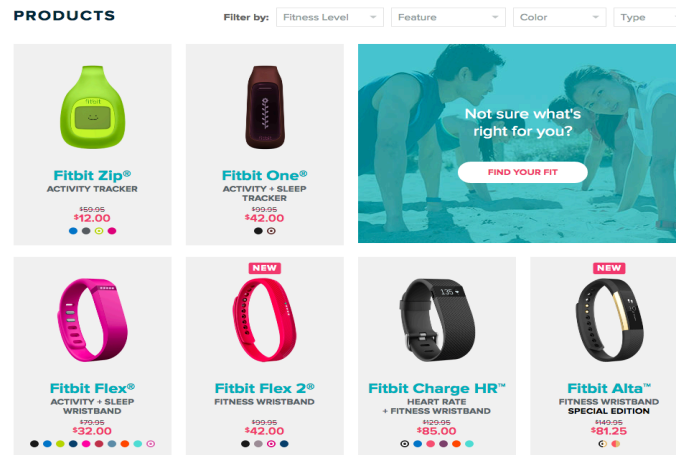 PRODUCTS
Filter by: Fitness Level Feature Color Type
fitbit
Fitbit Zip®
ACTIVITY TRACKER
$59.95
$12.00
Fitbit One®
ACTIVITY + SLEEP
TRACKER
$99.95
$42.00
Not sure what's
right for you?
FIND YOUR FIT
Fitbit Flex®
ACTIVITY + SLEEP
WRISTBAND
$79.95
$32.00
NEW
Fitbit Flex 2®
FITNESS WRISTBAND
$99.95
$42.00
135
Fitbit Charge HR™
HEART RATE
+ FITNESS WRISTBAND
$129.95
$85.00
NEW
Fitbit Alta™
FITNESS WRISTBAND
SPECIAL EDITION
$149.95
$81.25